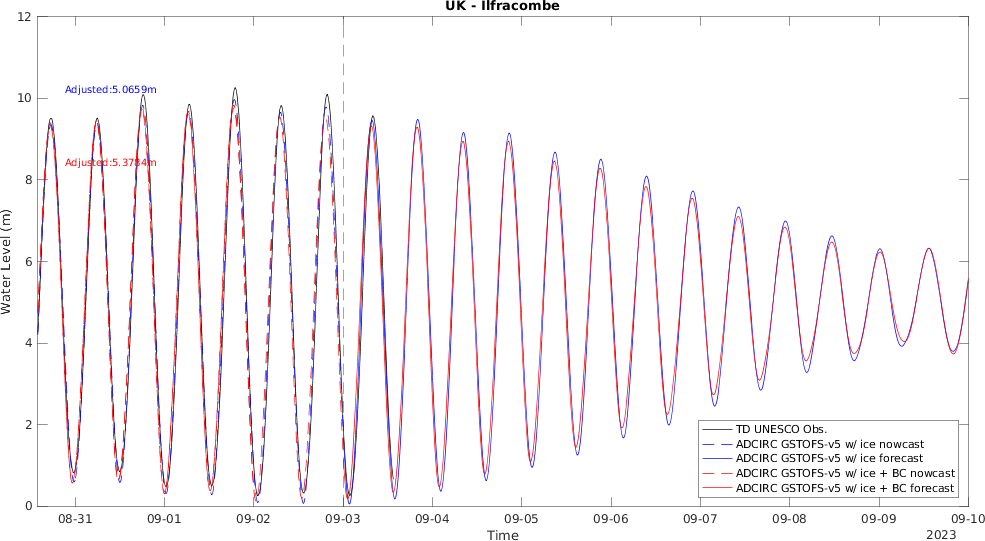 UK - Ilfracombe
12
10
8
6
4
2
0
Water Level (m)
Adjusted:5.0659m
Adjusted:5.3784m
TD UNESCO Obs.
ADCIRC GSTOFS-v5 w/ ice nowcast
ADCIRC GSTOFS-v5 w/ ice forecast
ADCIRC GSTOFS-v5 w/ ice + BC nowcast
ADCIRC GSTOFS-v5 w/ ice + BC forecast
08-31 09-01 09-02 09-03 09-04 09-05 09-06 09-07 09-08 09-09 09-10
Time
2023